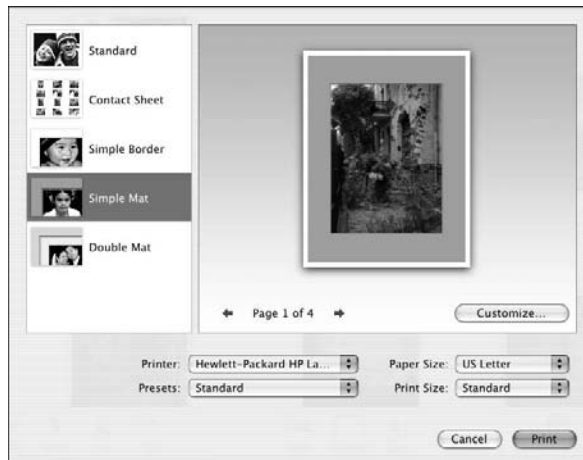 Standard
Contact Sheet
Simple Border
Simple Mat
Double Mat
Page 1 of 4
Customize...
Printer: Hewlett-Packard HP La... Paper Size: US Letter
Presets: Standard Print Size: Standard
Cancel Print